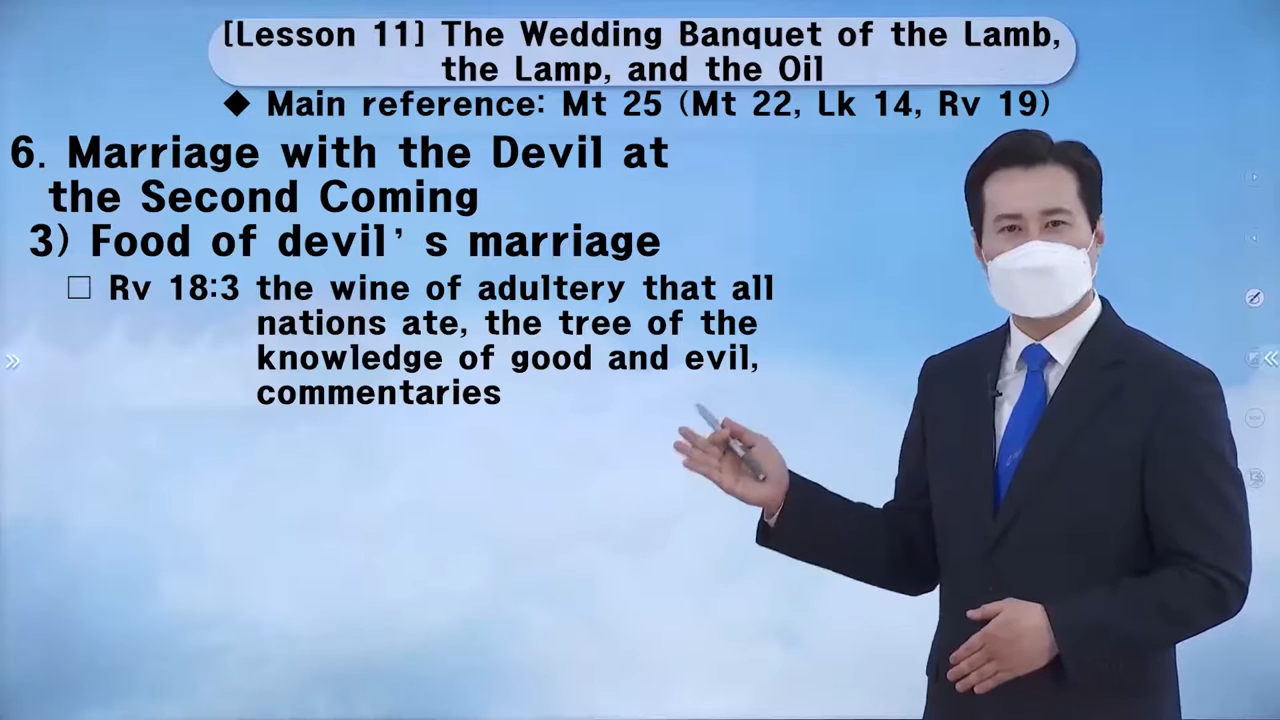 [Lesson 11] The Wedding Banquet of the Lamb,
the Lamp, and the Oil
◆ Main reference: Mt 25 (Mt 22, Lk 14, Rv 19)
6. Marriage with the Devil at
the Second Coming
3) Food of devil’ s marriage
□ Rv 18:3 the wine of adultery that all
nations ate, the tree of the
knowledge of good and evil,
commentaries